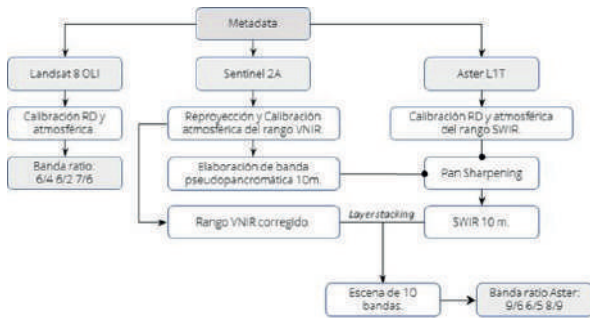 Metadata
Landsat 8 OLI
Sentinel 2A
Aster L1T
Calibración RD y
atmosférica
Reproyección y Calibración
atmosférica del rango VNIR.
Calibración RD y atmosférica
del rango SWIR.
Banda ratio:
6/4 6/2 7/6
Elaboración de banda
pseudopancromática 10m.
Pan Sharpening
Rango VNIR corregido
Layer stacking
SWIR 10 m.
Escena de 10
bandas.
Banda ratio Aster:
9/6 6/5 8/9